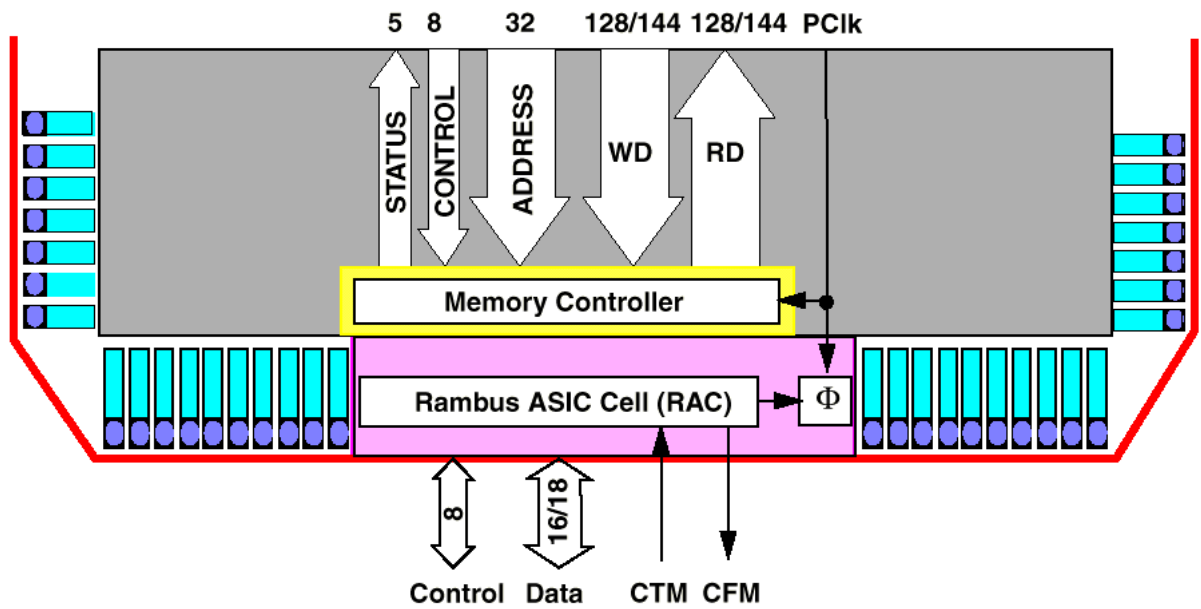 5 8 32 128/144 128/144 PClk
STATUS
CONTROL
ADDRESS
WD
RD
Memory Controller
Rambus ASIC Cell (RAC)
Φ
8
16/18
Control Data CTM CFM